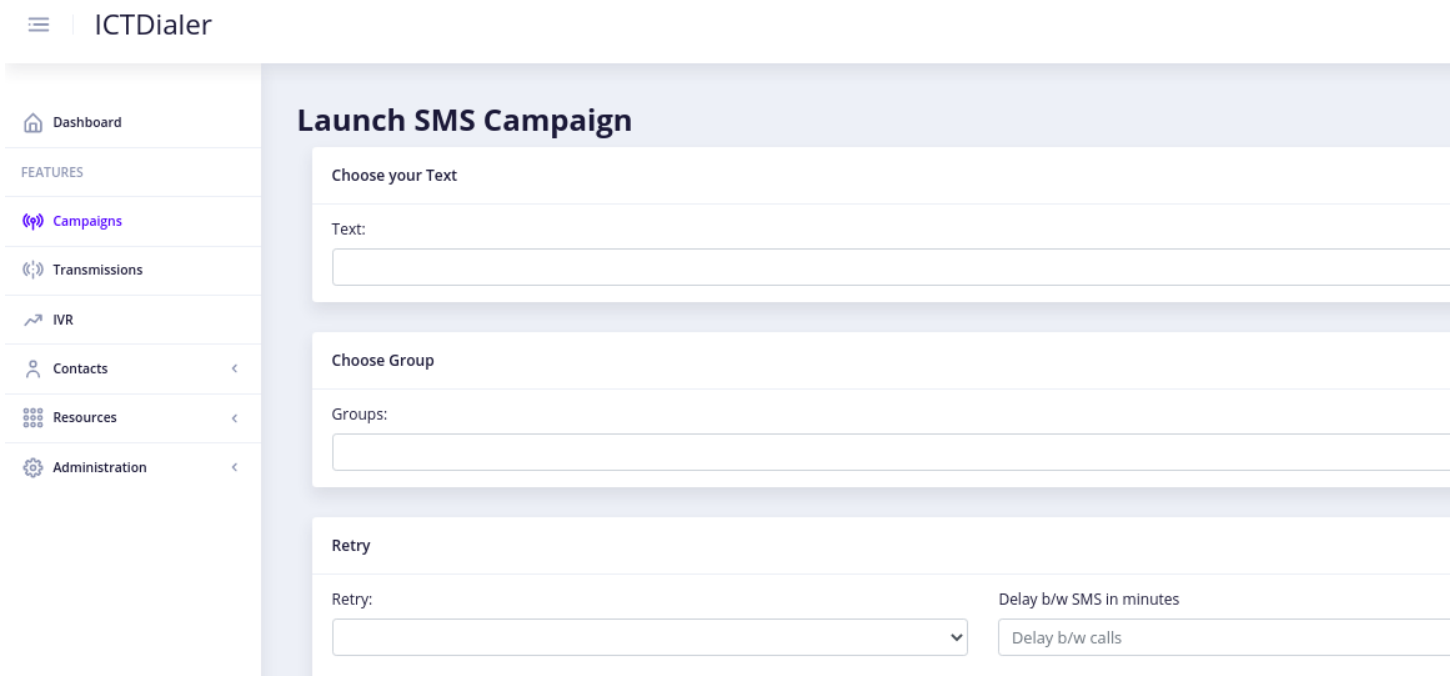 ICTDialer
Dashboard
FEATURES
Campaigns
Transmissions
IVR
Contacts
Resources
Administration
Launch SMS Campaign
Choose your Text
Text:
Choose Group
Groups:
Retry
Retry:
Delay b/w SMS in minutes
Delay b/w calls